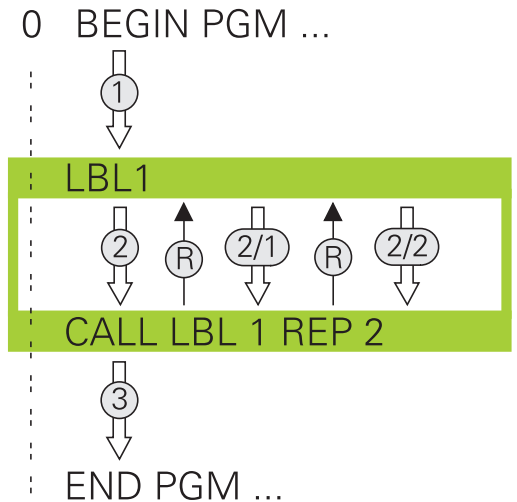 0 BEGIN PGM ...
1
LBL1
2 R 2/1 R 2/2
CALL LBL 1 REP 2
3
END PGM ...